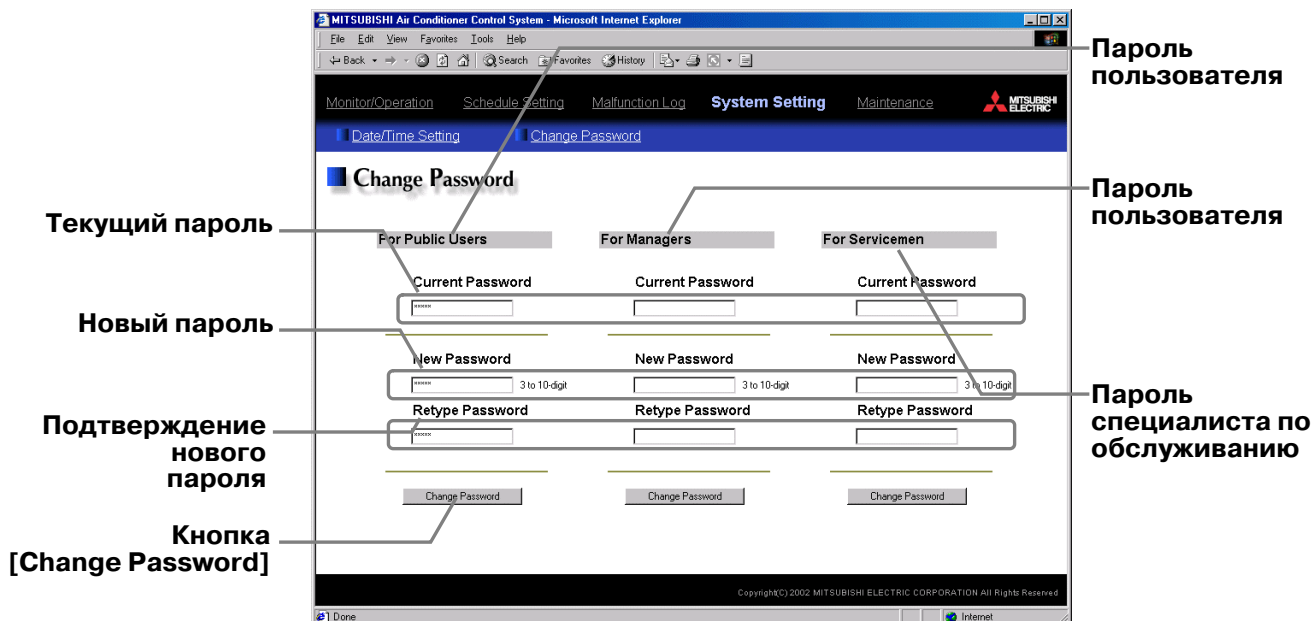 MITSUBISHI Air Conditioner Control System - Microsoft Internet Explorer
File Edit View Favorites Tools Help
Back Search Favorites History
Пароль
пользователя
Monitor/Operation Schedule Setting Malfunction Log System Setting Maintenance MITSUBISHI ELECTRIC
Date/Time Setting Change Password
Change Password
Пароль
пользователя
Текущий пароль
For Public Users For Managers For Servicemen
Current Password Current Password Current Password
*****
Новый пароль
New Password New Password New Password
***** 3 to 10-digit 3 to 10-digit 3 to 10-digit
Пароль
специалиста по
обслуживанию
Retype Password Retype Password Retype Password
*****
Подтверждение
нового
пароля
Change Password Change Password Change Password
Кнопка
[Change Password]
Copyright(C) 2002 MITSUBISHI ELECTRIC CORPORATION All Rights Reserved
Done Internet